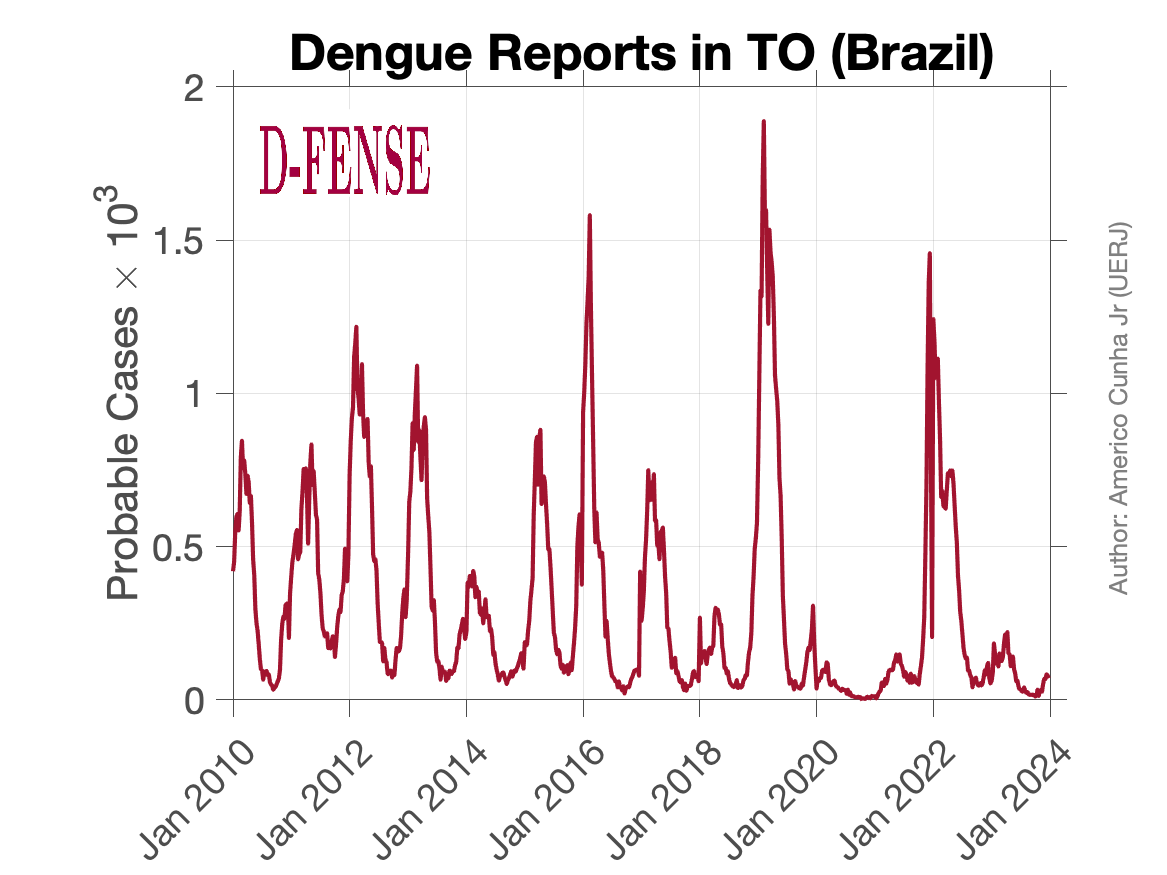 Dengue Reports in TO (Brazil)
D-FENSE
Probable Cases × 10³
2
1.5
1
0.5
0
Jan 2010
Jan 2012
Jan 2014
Jan 2016
Jan 2018
Jan 2020
Jan 2022
Jan 2024
Author: Americo Cunha Jr (UERJ)